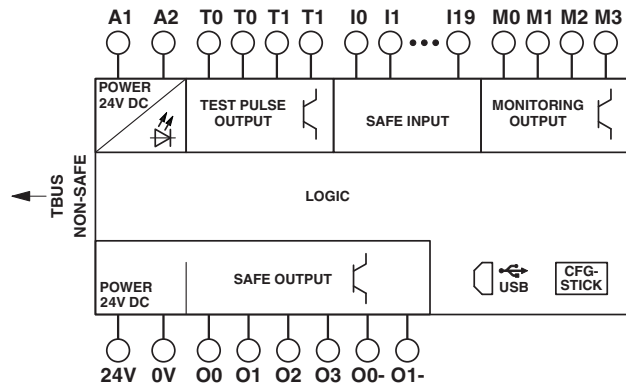 A1 A2 T0 T0 T1 T1 I0 I1 ••• I19 M0 M1 M2 M3
POWER
24V DC
TEST PULSE
OUTPUT
SAFE INPUT
MONITORING
OUTPUT
TBUS
NON-SAFE
LOGIC
POWER
24V DC
SAFE OUTPUT
USB
CFG-
STICK
24V 0V O0 O1 O2 O3 O0- O1-